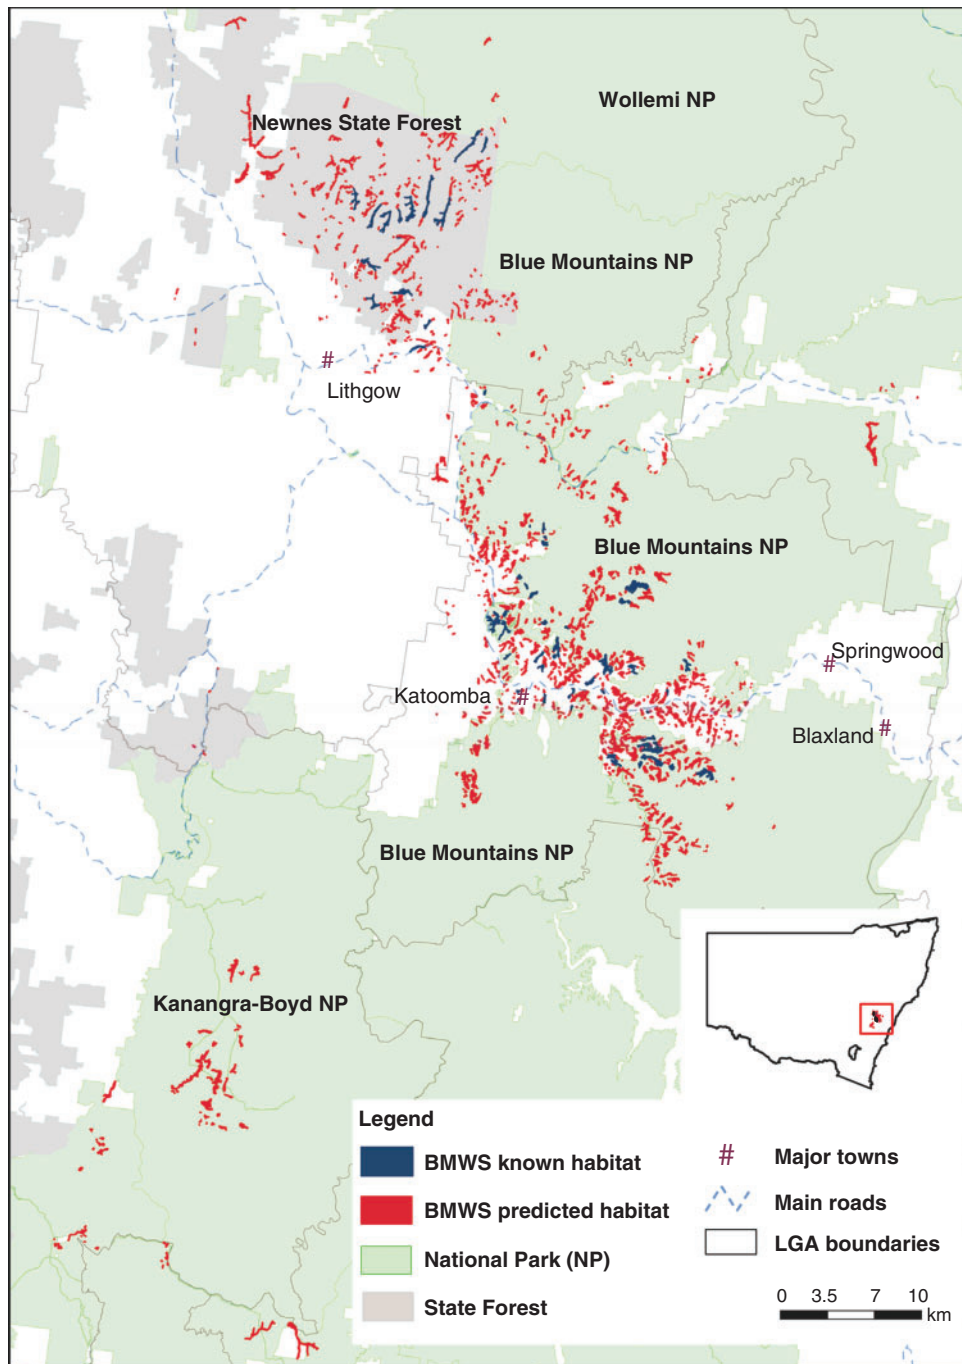 Wollemi NP
Newnes State Forest
Blue Mountains NP
#
Lithgow
Blue Mountains NP
Springwood
#
Katoomba #
Blaxland #
Blue Mountains NP
Kanangra-Boyd NP
Legend
BMWS known habitat
BMWS predicted habitat
National Park (NP)
State Forest
# Major towns
Main roads
LGA boundaries
0 3.5 7 10
km